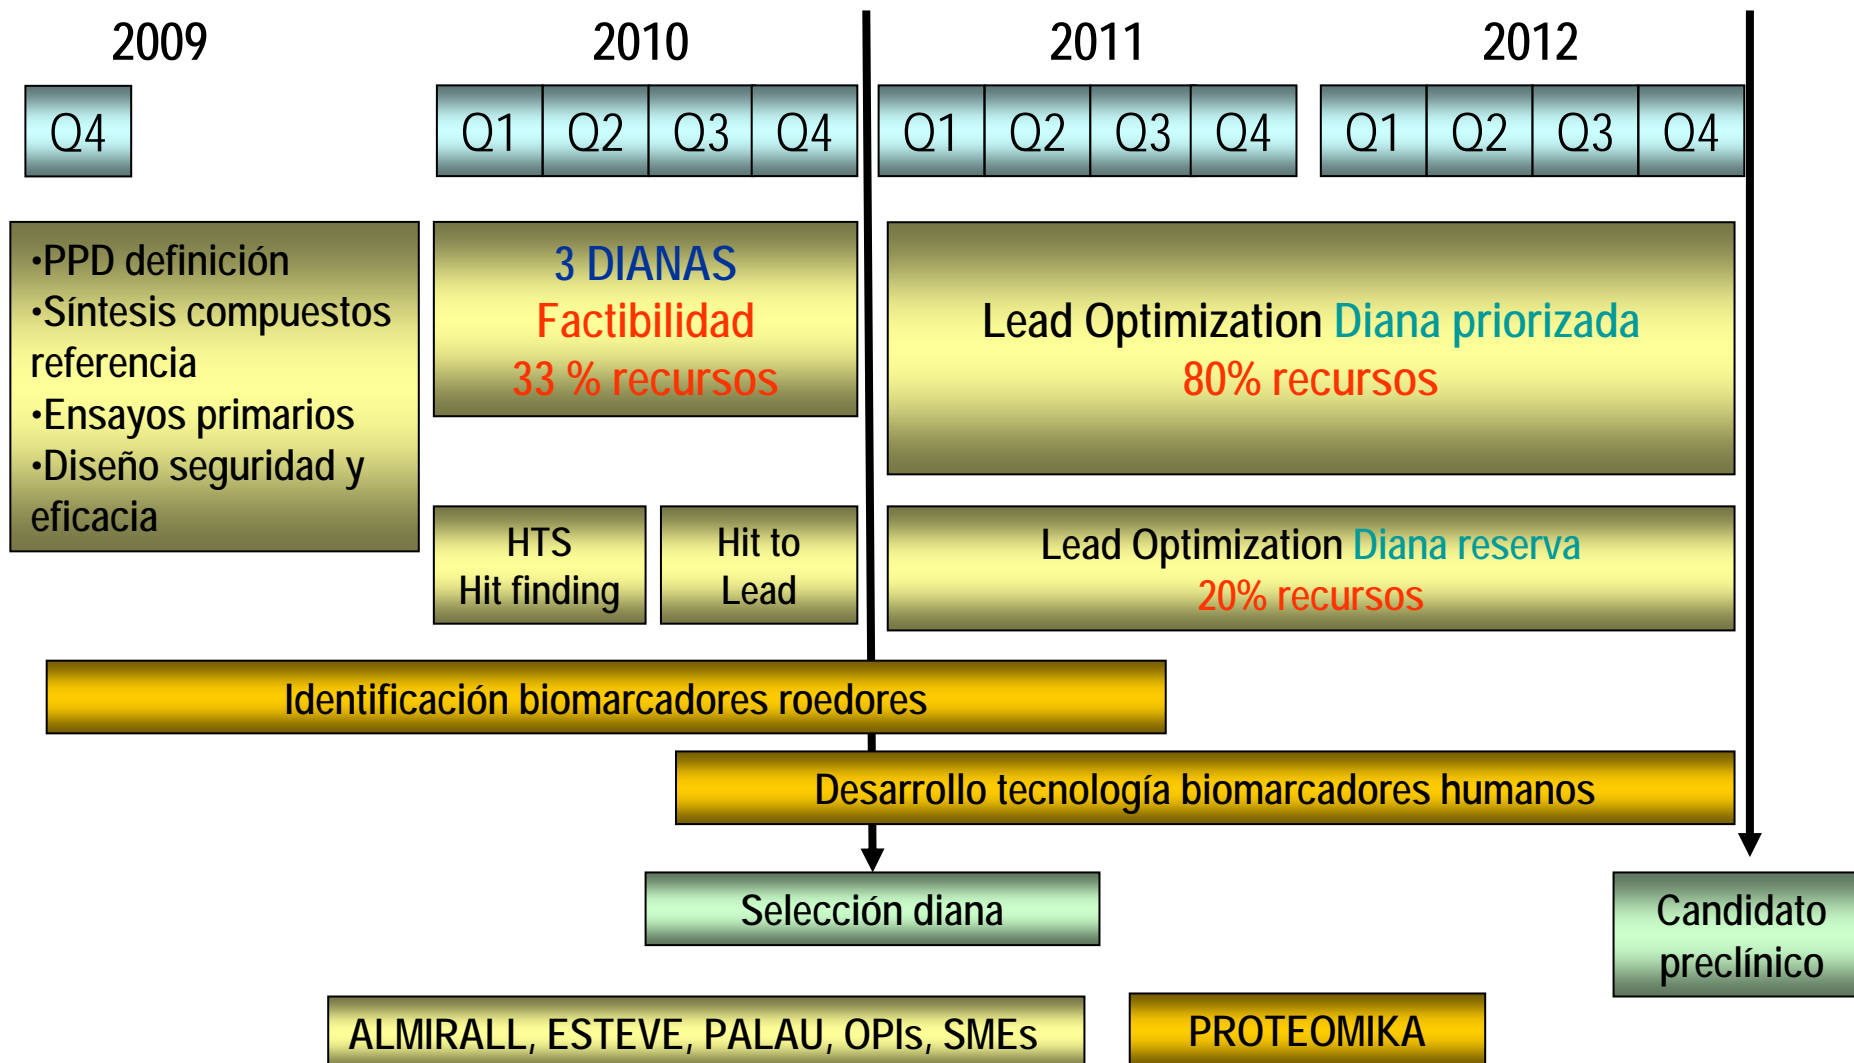 2009
2010
2011
2012
Q4
Q1 Q2 Q3 Q4
Q1 Q2 Q3 Q4
Q1 Q2 Q3 Q4
•PPD definición
•Síntesis compuestos
referencia
•Ensayos primarios
•Diseño seguridad y
eficacia
3 DIANAS
Factibilidad
33 % recursos
Lead Optimization Diana priorizada
80% recursos
HTS
Hit finding
Hit to
Lead
Lead Optimization Diana reserva
20% recursos
Identificación biomarcadores roedores
Desarrollo tecnología biomarcadores humanos
Selección diana
Candidato
preclínico
ALMIRALL, ESTEVE, PALAU, OPIs, SMEs
PROTEOMIKA